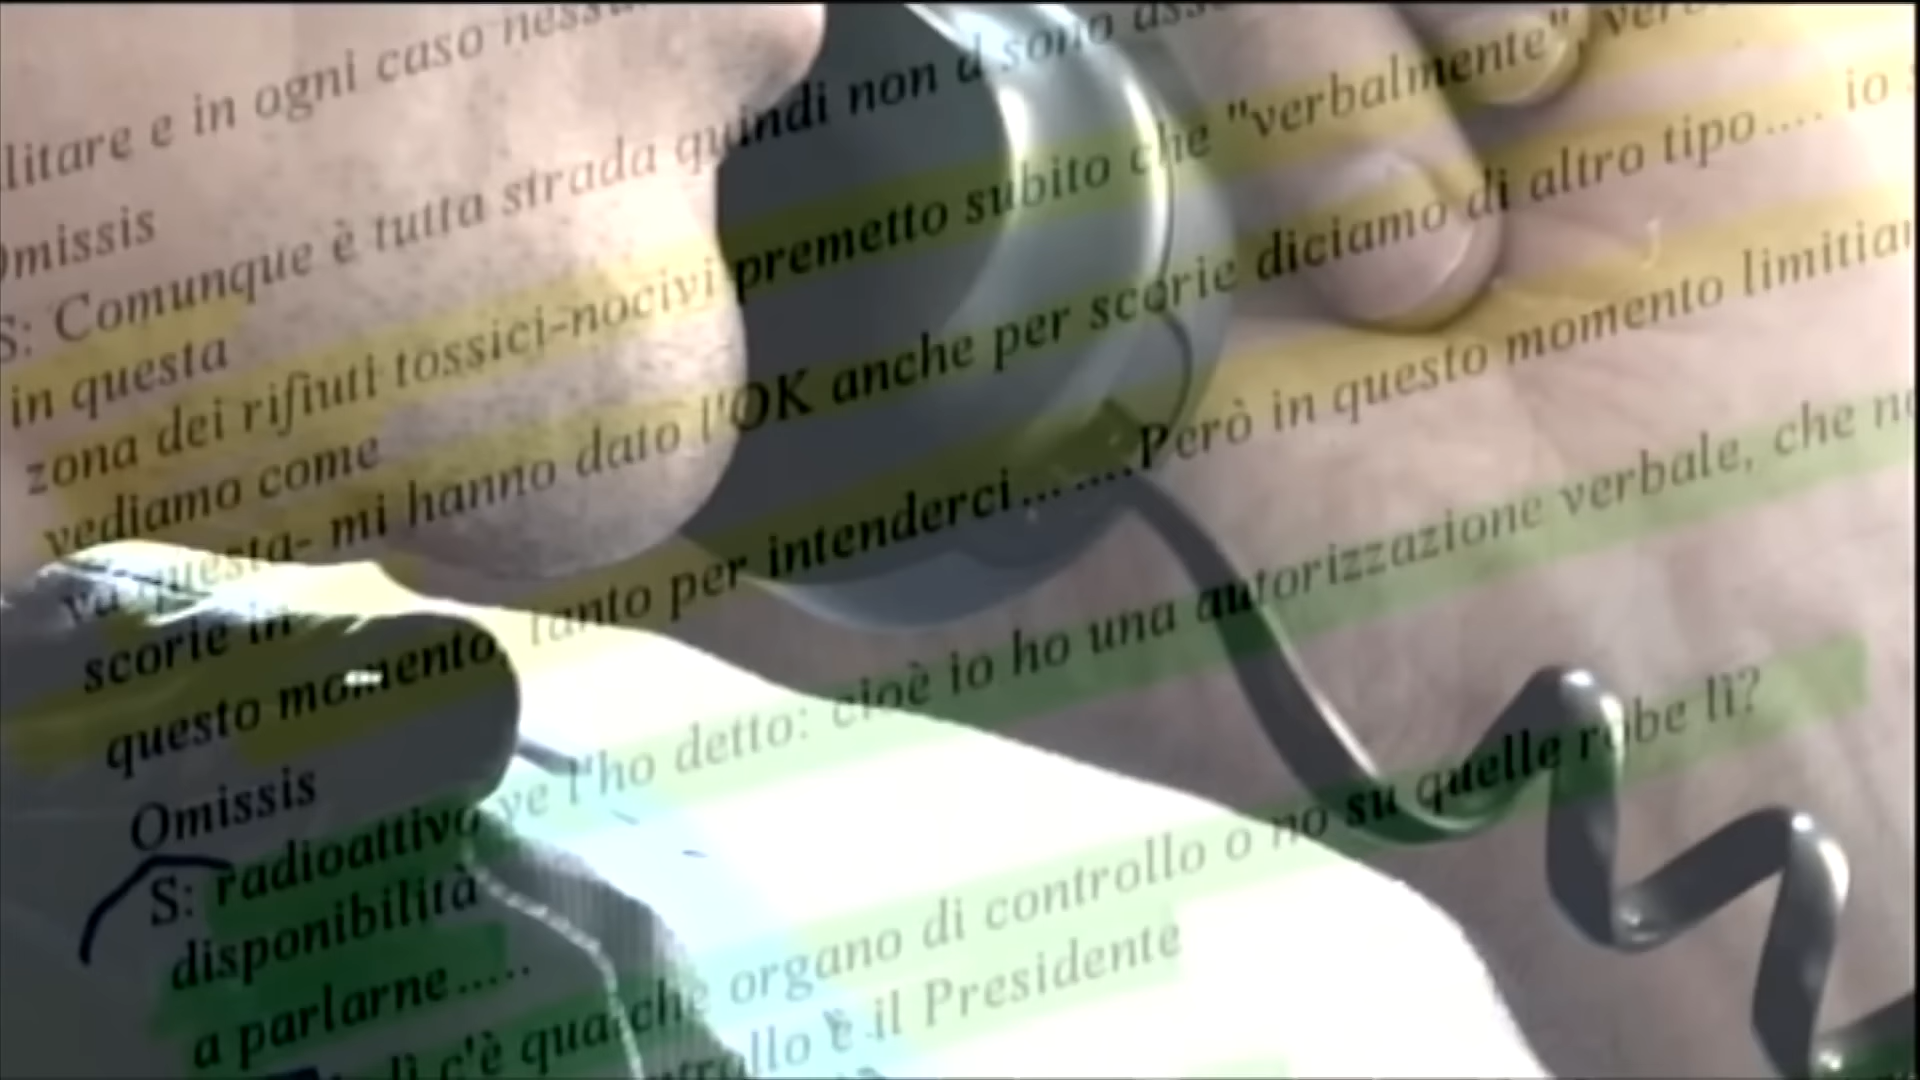 litare e in ogni caso
Omissis
S: Comunque è tutta strada quindi non ci sono
in questa
zona dei rifiuti tossici-nocivi premetto subito che "verbalmente",
vediamo come
va questa- mi hanno dato l'OK anche per scorie diciamo di altro tipo.... io
scorie in
questo momento, tanto per intenderci... ....Però in questo momento
Omissis
S: radioattivo ve l'ho detto: cioè io ho una autorizzazione verbale, che
disponibilità
a parlarne.....
lì c'è qualche organo di controllo o no su quelle robe lì?
è il Presidente